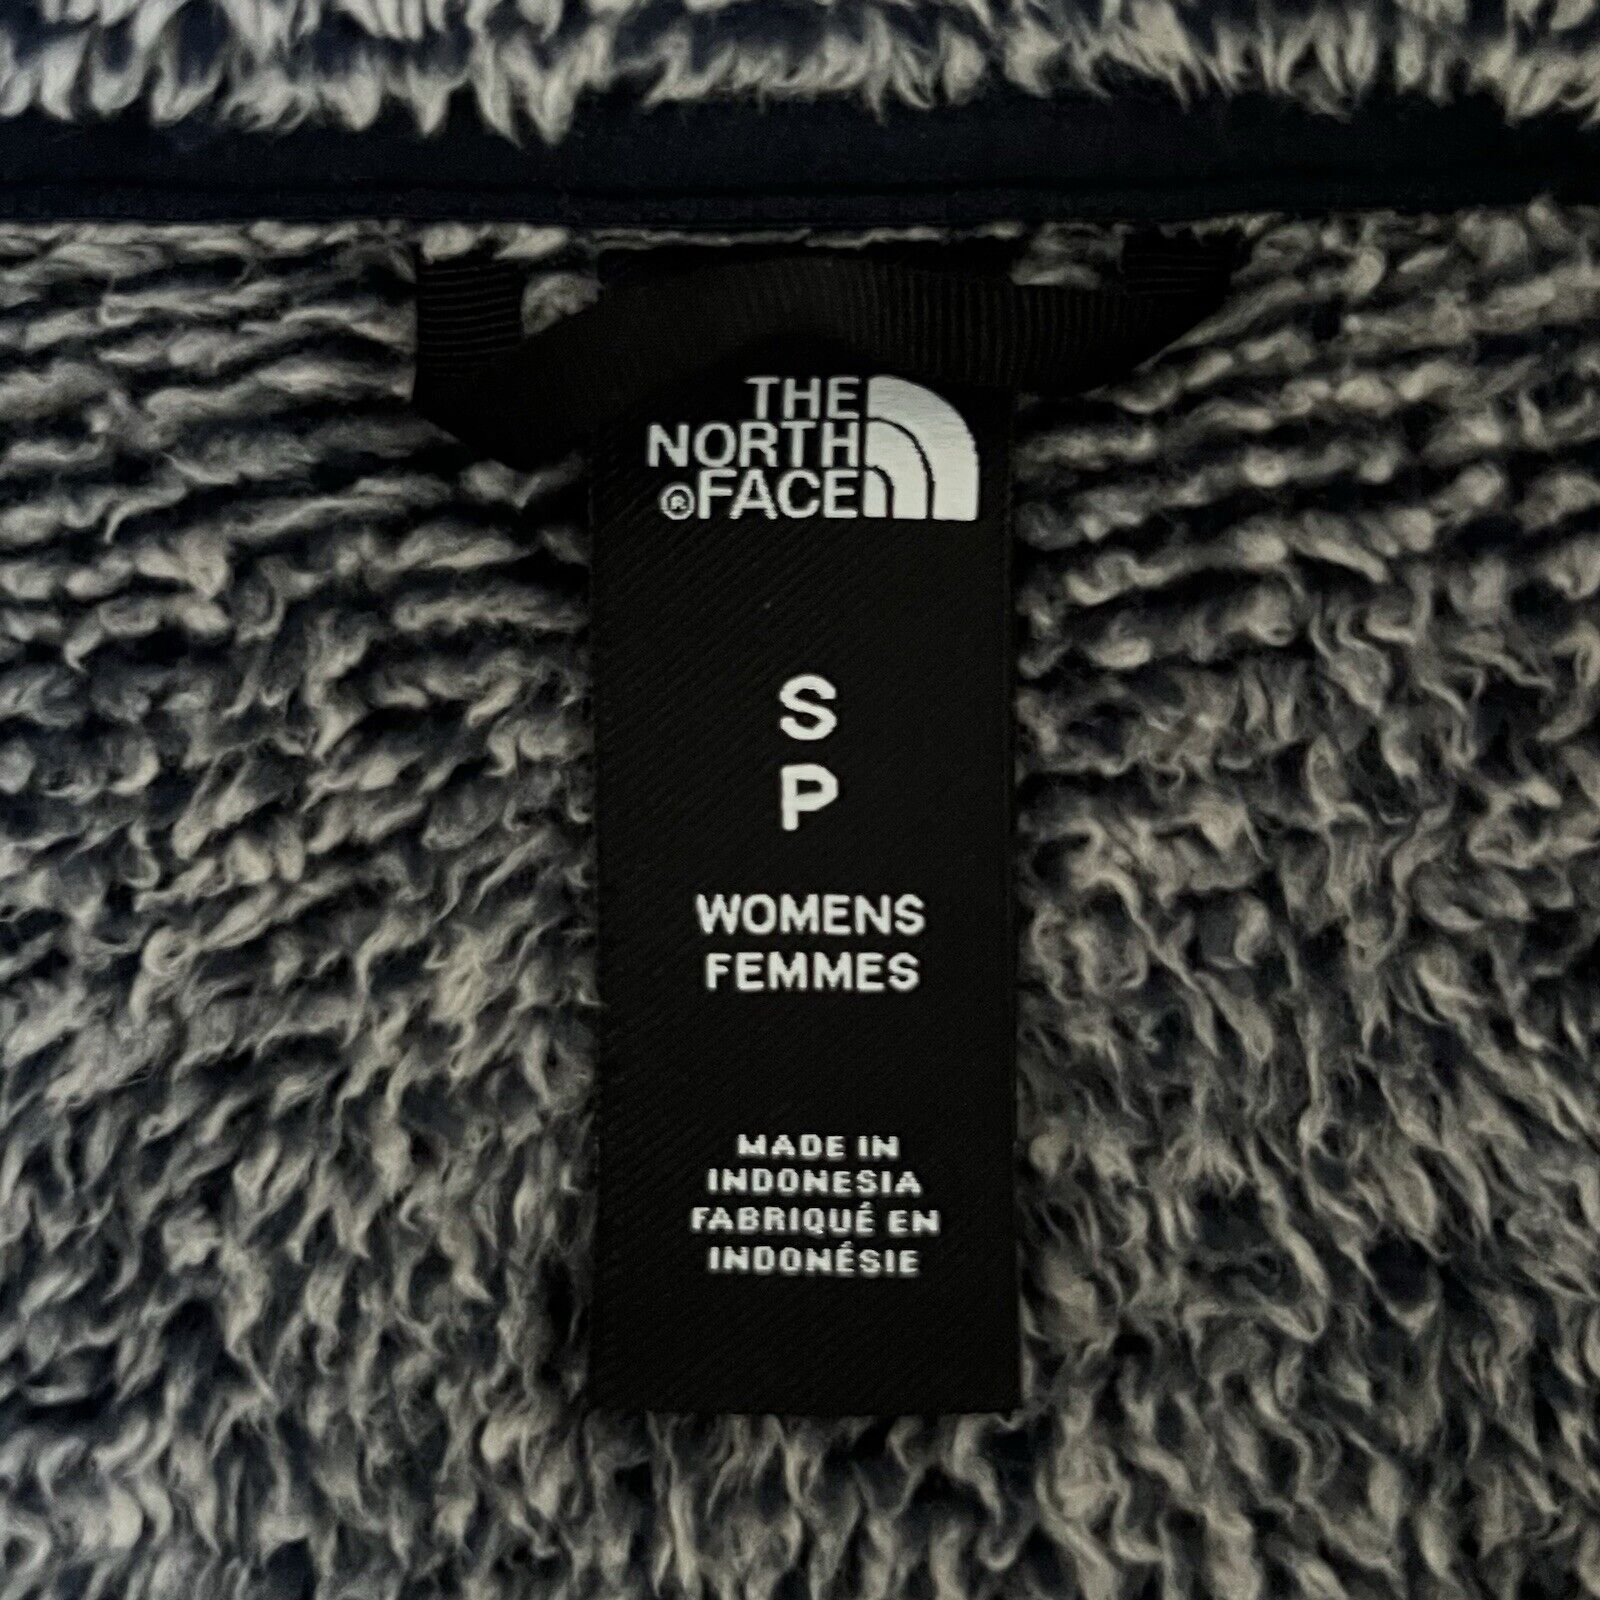 THE
NORTH
®FACE
S
P
WOMENS
FEMMES
MADE IN
INDONESIA
FABRIQUÉ EN
INDONÉSIE